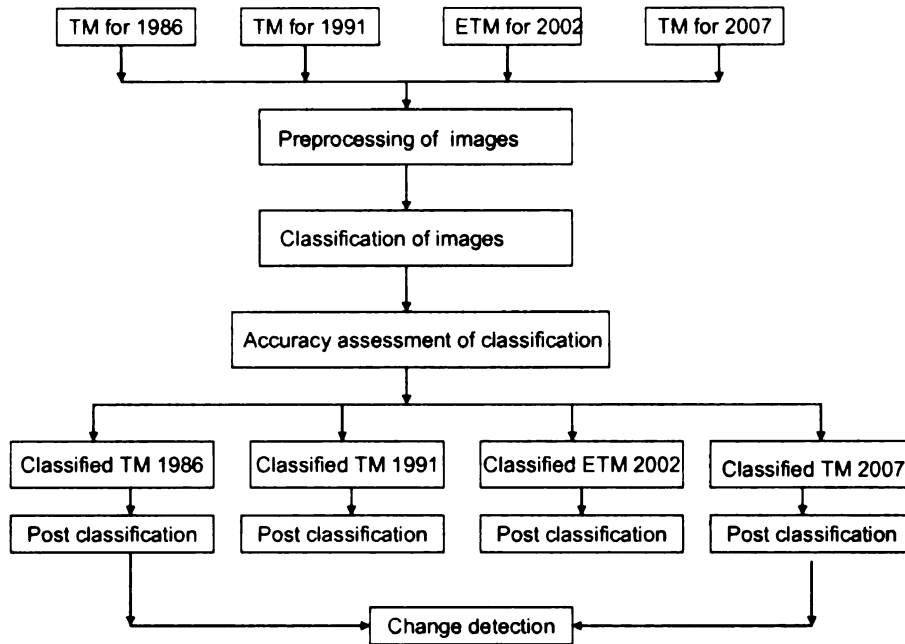 TM for 1986
TM for 1991
ETM for 2002
TM for 2007
Preprocessing of images
Classification of images
Accuracy assessment of classification
Classified TM 1986
Classified TM 1991
Classified ETM 2002
Classified TM 2007
Post classification
Post classification
Post classification
Post classification
Change detection